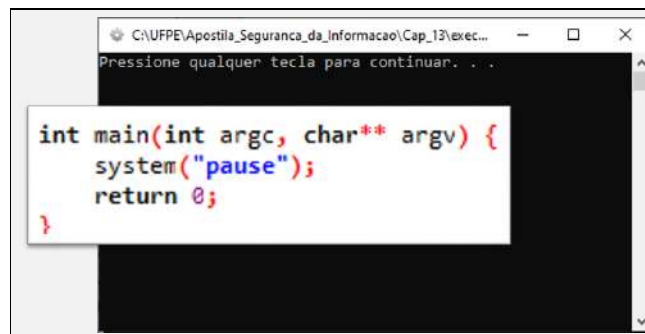 C:\UFPE\Apostila_Seguranca_da_Informacao\Cap_13\exec...
Pressione qualquer tecla para continuar. . .
int main(int argc, char** argv) {
system("pause");
return 0;
}